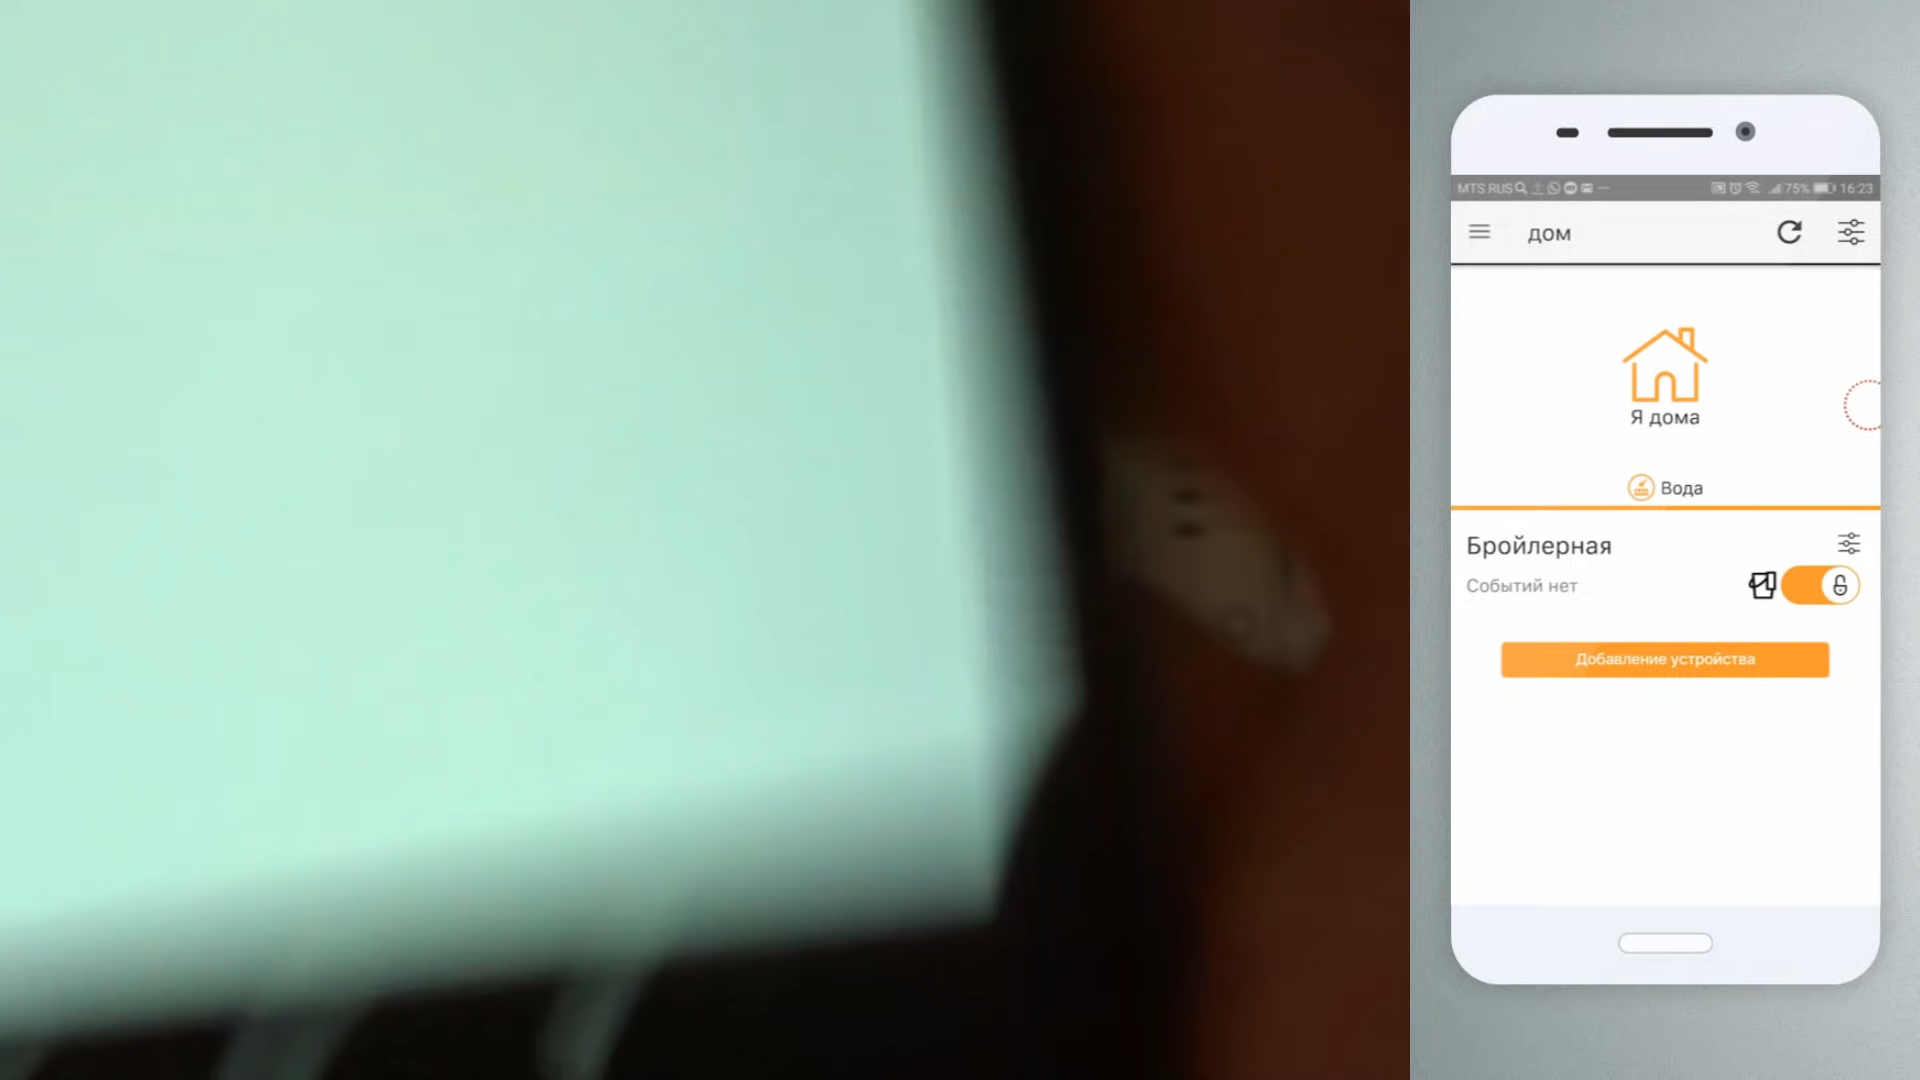 MTS RUS 75% 16:23
дом
Я дома
Вода
Бройлерная
Событий нет
Добавление устройства